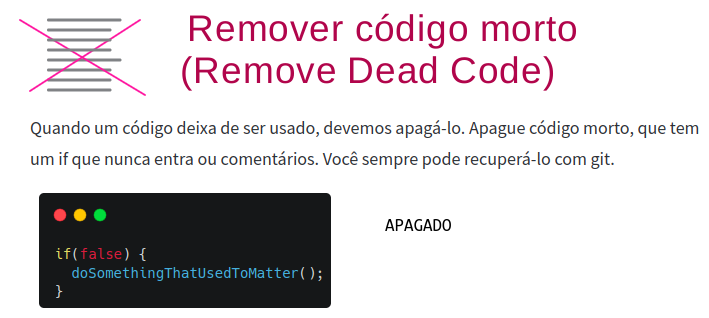 Remover código morto
(Remove Dead Code)
Quando um código deixa de ser usado, devemos apagá-lo. Apague código morto, que tem
um if que nunca entra ou comentários. Você sempre pode recuperá-lo com git.
if(false) {
  doSomethingThatUsedToMatter();
}
APAGADO